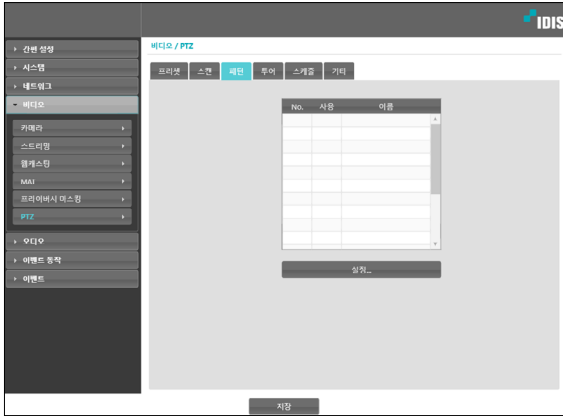 IDIS
비디오 / PTZ
간편 설정
시스템
네트워크
비디오
카메라
스트리밍
웹캐스팅
MAT
프라이버시 마스킹
PTZ
오디오
이벤트 동작
이벤트
프리셋 스캔 패턴 투어 스케줄 기타
No. 사용 이름
저장